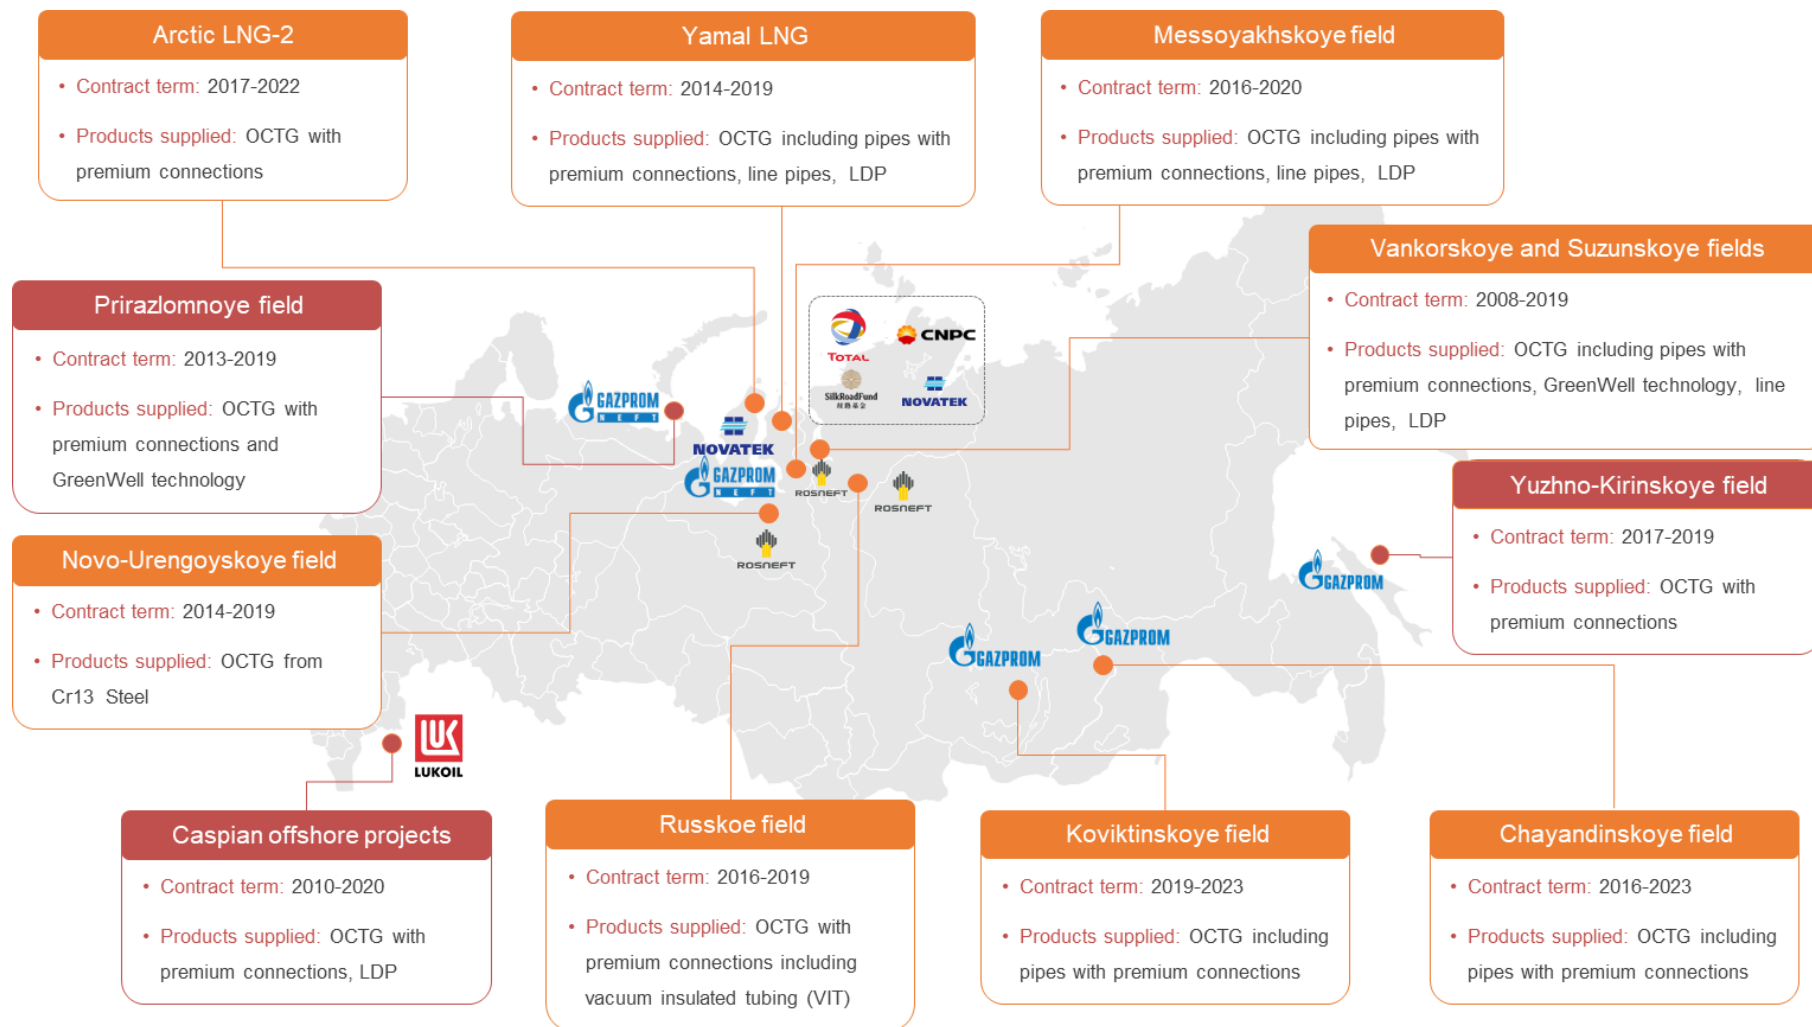 Arctic LNG-2
• Contract term: 2017-2022
• Products supplied: OCTG with
premium connections
Yamal LNG
• Contract term: 2014-2019
• Products supplied: OCTG including pipes with
premium connections, line pipes, LDP
Messoyakhskoye field
• Contract term: 2016-2020
• Products supplied: OCTG including pipes with
premium connections, line pipes, LDP
Vankorskoye and Suzunskoye fields
• Contract term: 2008-2019
• Products supplied: OCTG including pipes with
premium connections, GreenWell technology, line
pipes, LDP
Prirazlomnoye field
• Contract term: 2013-2019
• Products supplied: OCTG with
premium connections and
GreenWell technology
TOTAL
CNPC
SilkRoadFund
丝路基金
NOVATEK
GAZPROM
NEFT
NOVATEK
GAZPROM
NEFT
ROSNEFT
ROSNEFT
ROSNEFT
Yuzhno-Kirinskoye field
• Contract term: 2017-2019
• Products supplied: OCTG with
premium connections
GAZPROM
Novo-Urengoyskoye field
• Contract term: 2014-2019
• Products supplied: OCTG from
Cr13 Steel
GAZPROM
GAZPROM
LUK
LUKOIL
Caspian offshore projects
• Contract term: 2010-2020
• Products supplied: OCTG with
premium connections, LDP
Russkoe field
• Contract term: 2016-2019
• Products supplied: OCTG with
premium connections including
vacuum insulated tubing (VIT)
Koviktinskoye field
• Contract term: 2019-2023
• Products supplied: OCTG including
pipes with premium connections
Chayandinskoye field
• Contract term: 2016-2023
• Products supplied: OCTG including
pipes with premium connections